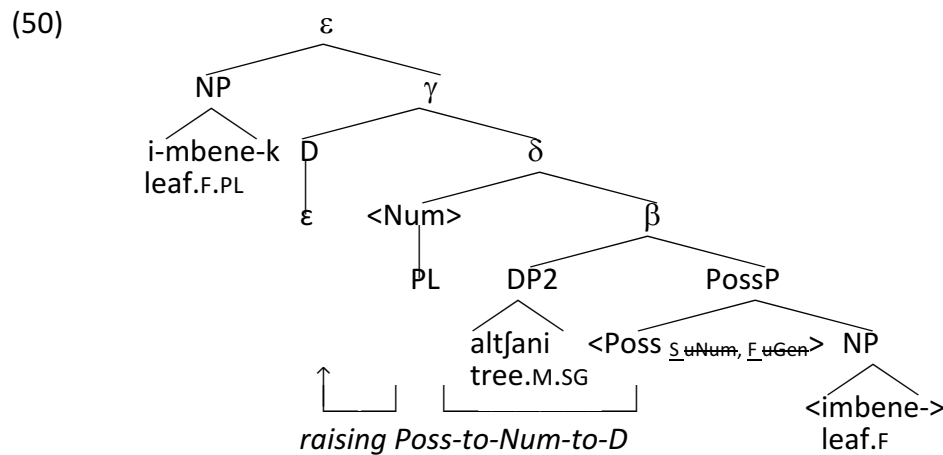 (50) ε
NP γ
i-mbene-k D δ
leaf.F.PL
ε <Num> β
PL DP2 PossP
altʃani <Poss S uNum, F uGen> NP
tree.M.SG
<imbene->
raising Poss-to-Num-to-D leaf.F